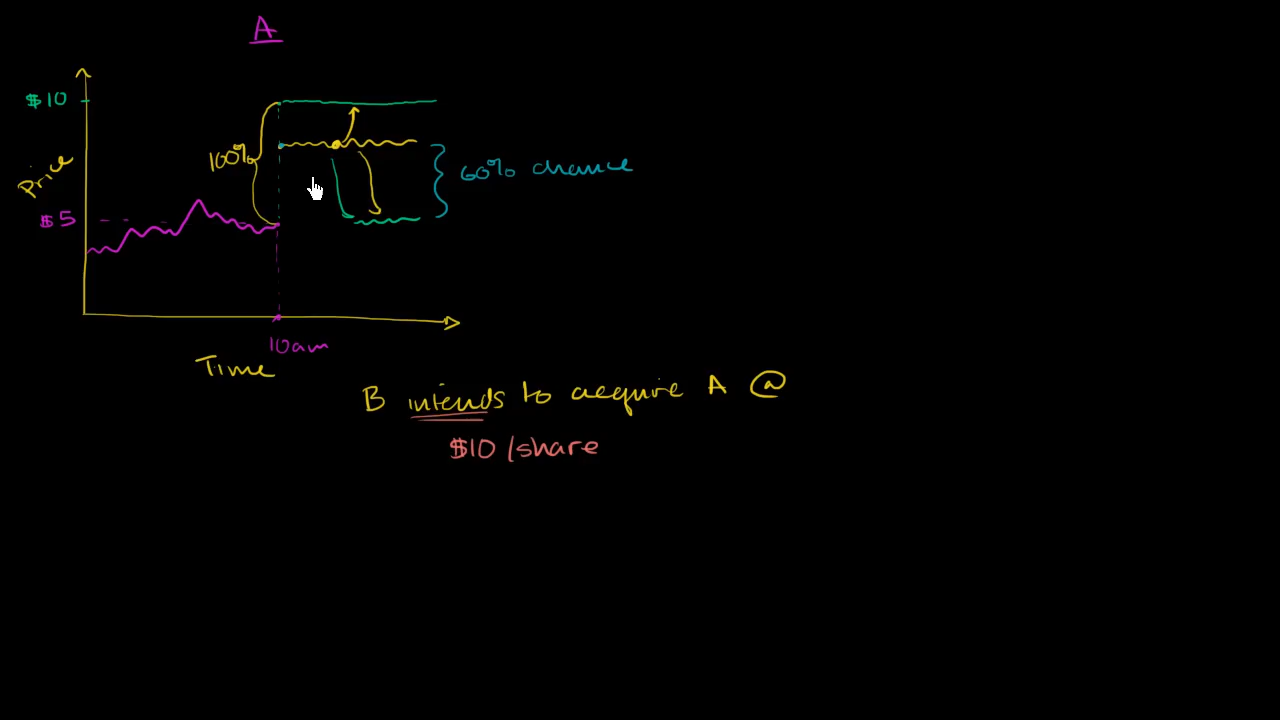 A
$10
Price
100%
60% chance
$5
10am
Time
B intends to acquire A @
$10/share